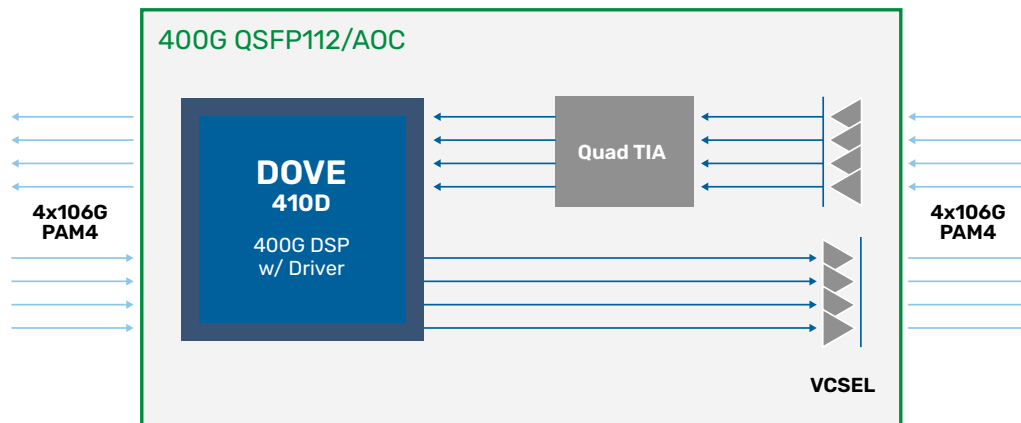 400G QSFP112/AOC
DOVE
410D
400G DSP
w/ Driver
Quad TIA
4x106G
PAM4
4x106G
PAM4
VCSEL